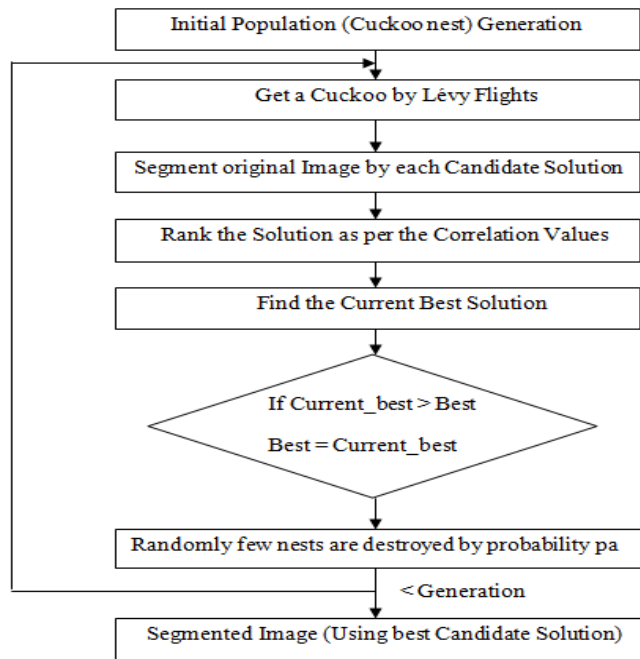 Initial Population (Cuckoo nest) Generation
Get a Cuckoo by Lévy Flights
Segment original Image by each Candidate Solution
Rank the Solution as per the Correlation Values
Find the Current Best Solution
If Current_best > Best
Best = Current_best
Randomly few nests are destroyed by probability pa
< Generation
Segmented Image (Using best Candidate Solution)